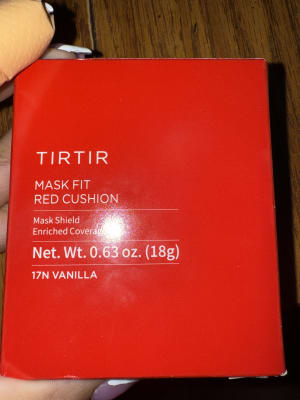 TIRTIR
MASK FIT
RED CUSHION
Mask Shield
Enriched Coverage
Net. Wt. 0.63 oz. (18g)
17N VANILLA